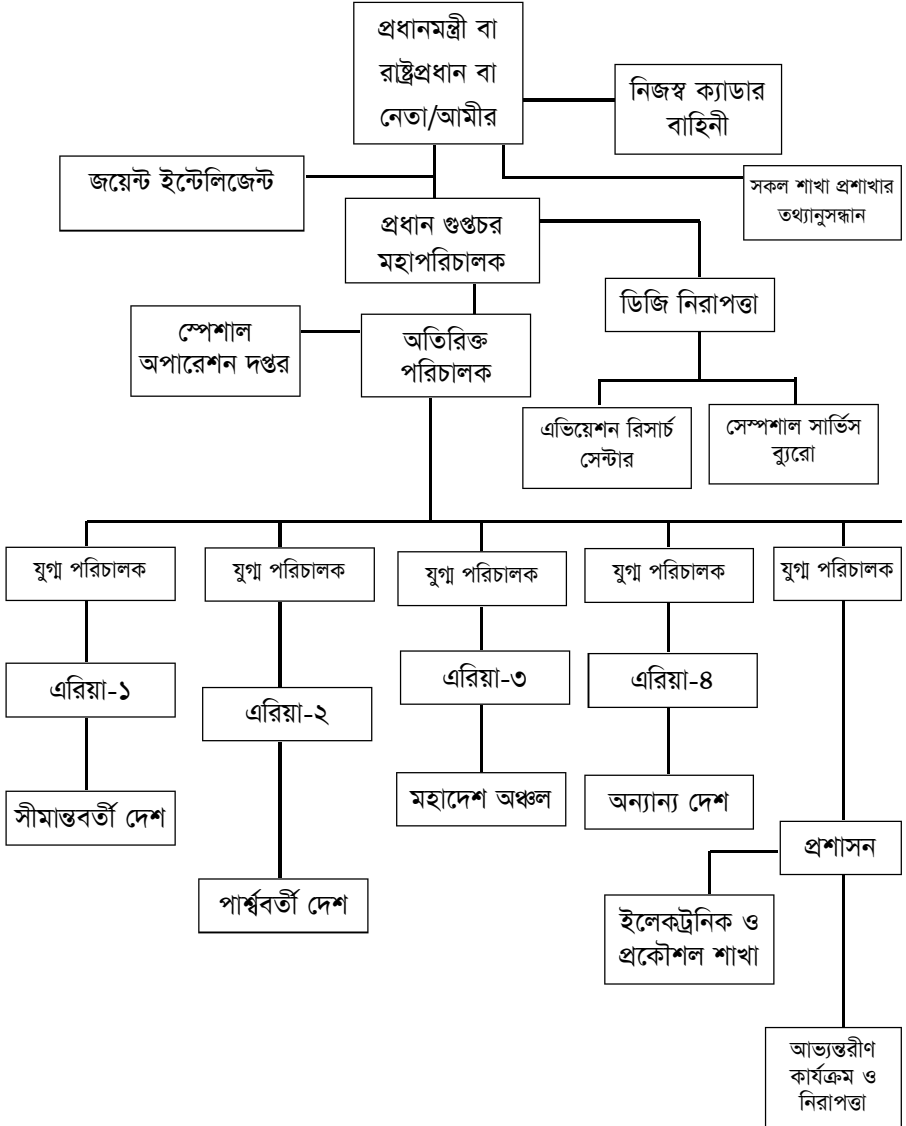 প্রধানমন্ত্রী বা
রাষ্ট্রপ্রধান বা
নেতা/আমীর
নিজস্ব ক্যাডার
বাহিনী
জয়েন্ট ইন্টেলিজেন্ট
সকল শাখা প্রশাখার
তথ্যানুসন্ধান
প্রধান গুপ্তচর
মহাপরিচালক
ডিজি নিরাপত্তা
স্পেশাল
অপারেশন দপ্তর
অতিরিক্ত
পরিচালক
এভিয়েশন রিসার্চ
সেন্টার
সেস্পশাল সার্ভিস
ব্যুরো
যুগ্ম পরিচালক
যুগ্ম পরিচালক
যুগ্ম পরিচালক
যুগ্ম পরিচালক
যুগ্ম পরিচালক
এরিয়া-১
এরিয়া-২
এরিয়া-৩
এরিয়া-৪
সীমান্তবর্তী দেশ
মহাদেশ অঞ্চল
অন্যান্য দেশ
প্রশাসন
পার্শ্ববর্তী দেশ
ইলেকট্রনিক ও
প্রকৌশল শাখা
আভ্যন্তরীণ
কার্যক্রম ও
নিরাপত্তা